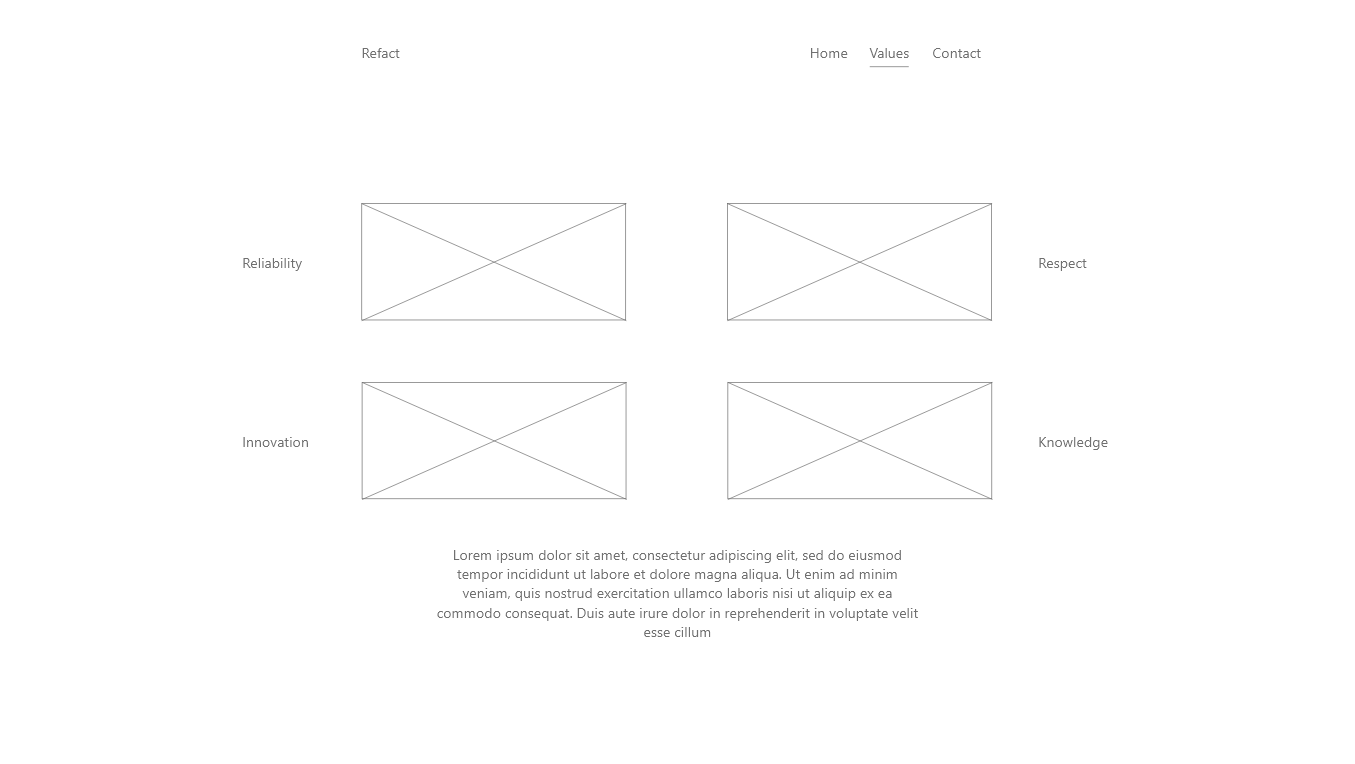 Refact
Home Values Contact
Reliability
Respect
Innovation
Knowledge
Lorem ipsum dolor sit amet, consectetur adipiscing elit, sed do eiusmod
tempor incididunt ut labore et dolore magna aliqua. Ut enim ad minim
veniam, quis nostrud exercitation ullamco laboris nisi ut aliquip ex ea
commodo consequat. Duis aute irure dolor in reprehenderit in voluptate velit
esse cillum